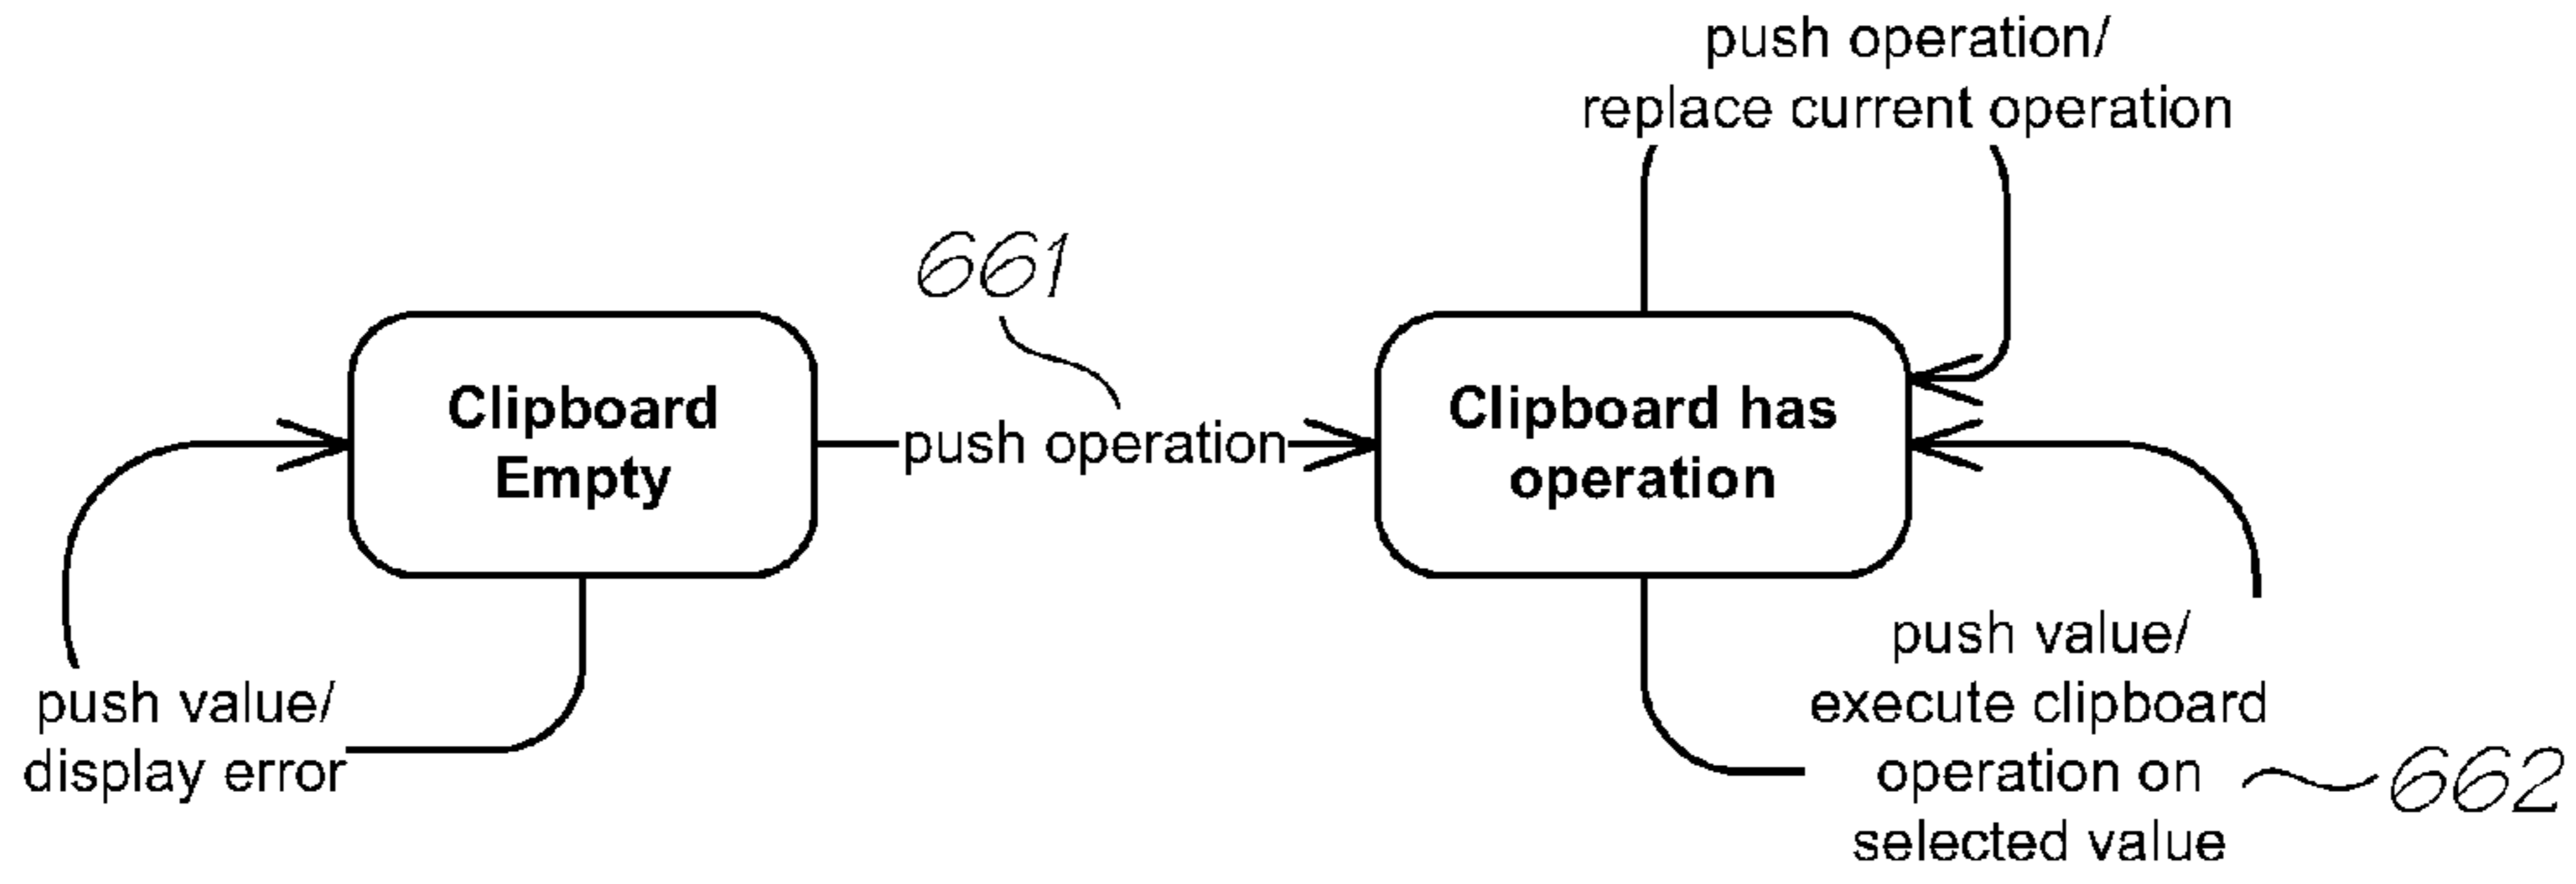 push operation/
replace current operation
661
Clipboard
Empty
push operation
Clipboard has
operation
push value/
display error
push value/
execute clipboard
operation on
selected value
662